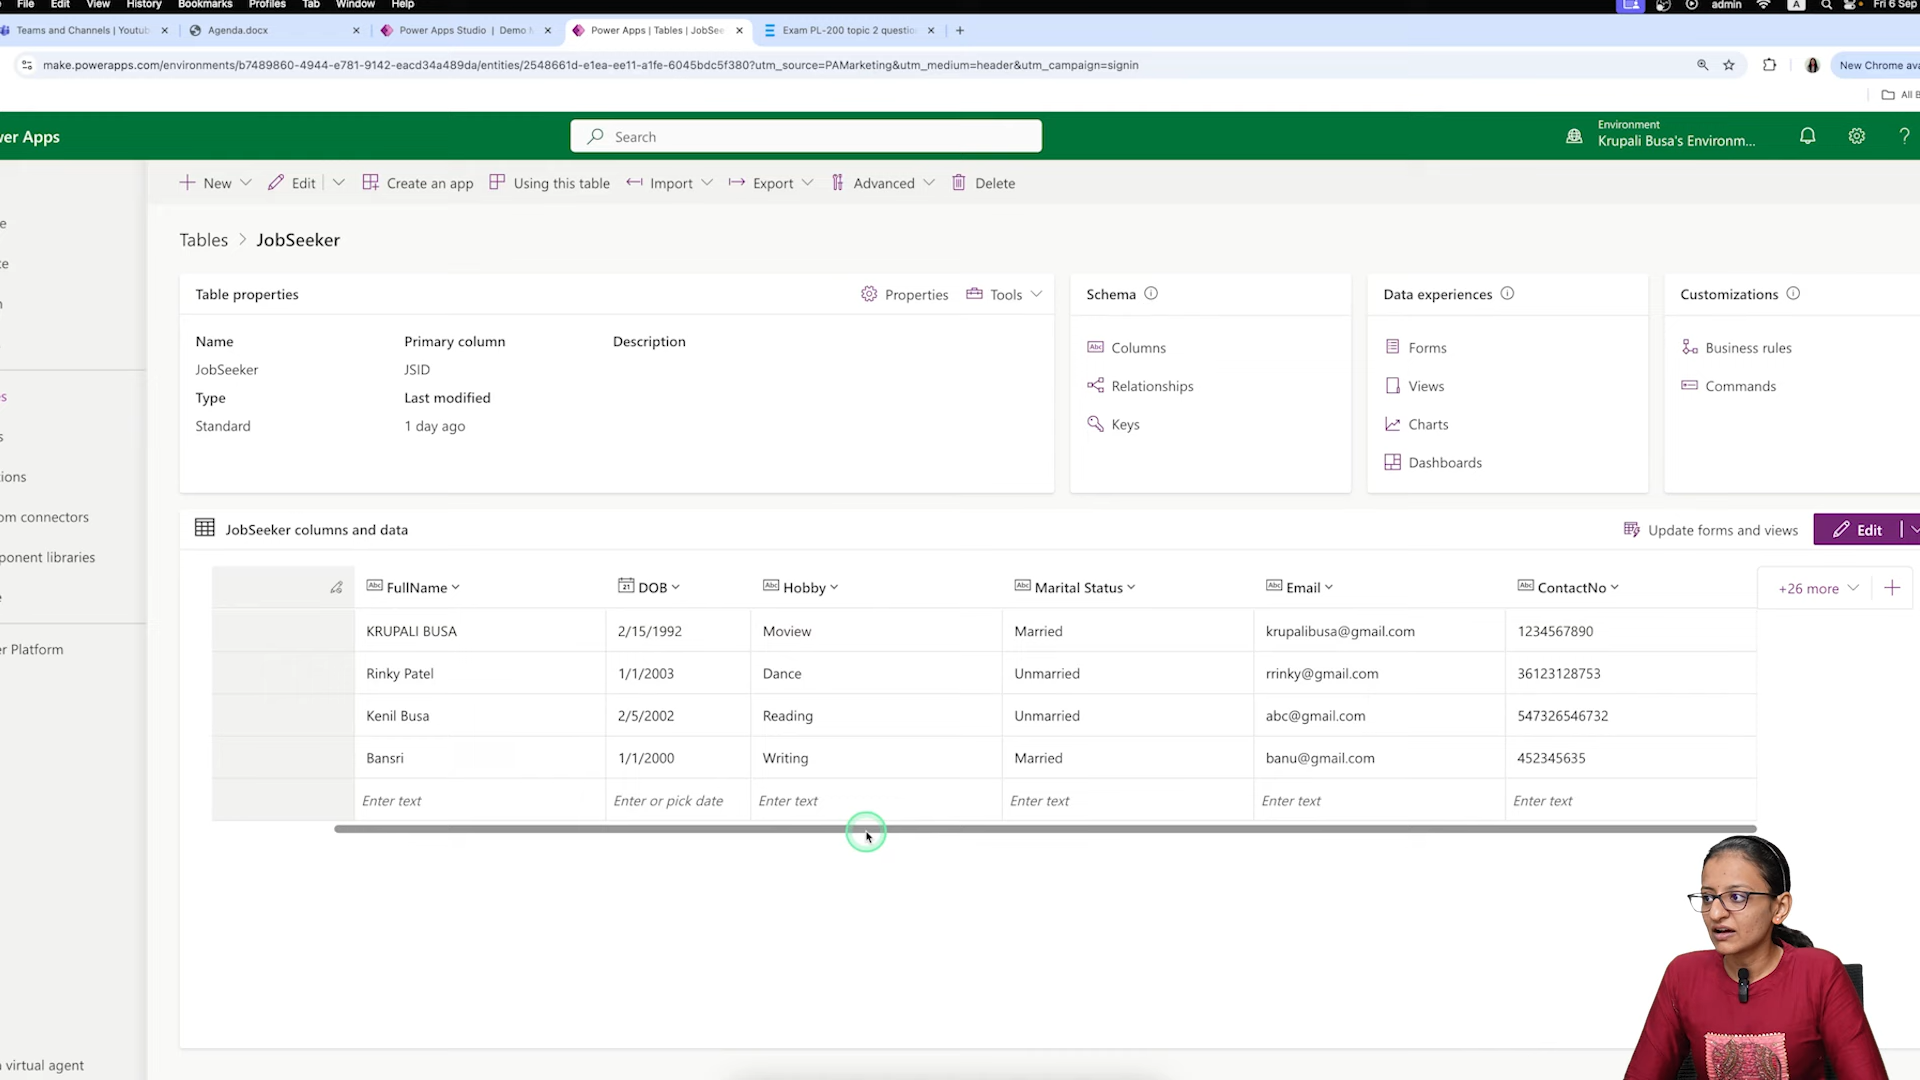 File Edit View History Bookmarks Profiles Tab Window Help admin A Fri 6 Sep
Teams and Channels | Youtub Agenda.docx Power Apps Studio | Demo Power Apps | Tables | JobSee Exam PL-200 topic 2 questio
make.powerapps.com/environments/b7489860-4944-e781-9142-eacd34a489da/entities/2548661d-e1ea-ee11-a1fe-6045bdc5f380?utm_source=PAMarketing&utm_medium=header&utm_campaign=signin New Chrome ava
All B
er Apps Search Environment
Krupali Busa's Environm... ?
New Edit Create an app Using this table Import Export Advanced Delete
Tables > JobSeeker
Table properties Properties Tools
Name Primary column Description
JobSeeker JSID
Type Last modified
Standard 1 day ago
Schema
Columns
Relationships
Keys
Data experiences
Forms
Views
Charts
Dashboards
Customizations
Business rules
Commands
JobSeeker columns and data Update forms and views Edit
FullName DOB Hobby Marital Status Email ContactNo +26 more
KRUPALI BUSA 2/15/1992 Moview Married krupalibusa@gmail.com 1234567890
Rinky Patel 1/1/2003 Dance Unmarried rrinky@gmail.com 36123128753
Kenil Busa 2/5/2002 Reading Unmarried abc@gmail.com 547326546732
Bansri 1/1/2000 Writing Married banu@gmail.com 452345635
Enter text Enter or pick date Enter text Enter text Enter text Enter text
tions
om connectors
ponent libraries
er Platform
a virtual agent